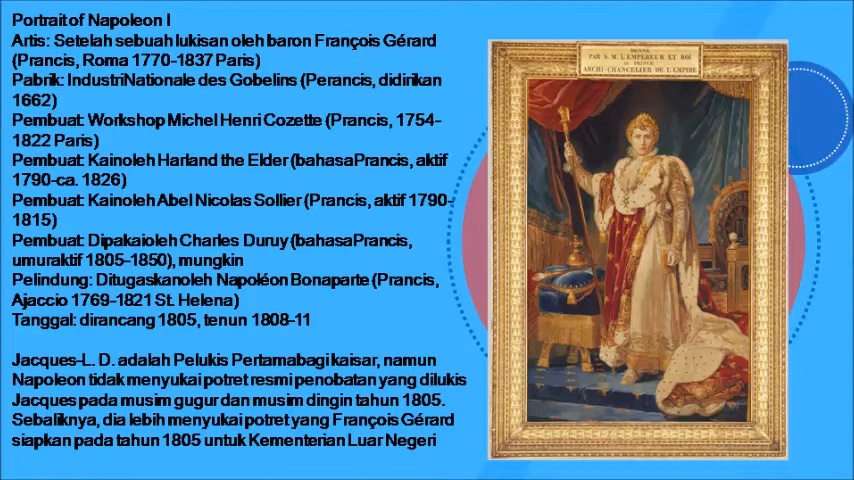 Portrait of Napoleon I
Artis: Setelah sebuah lukisan oleh baron François Gérard
(Prancis, Roma 1770-1837 Paris)
Pabrik: Industri Nationale des Gobelins (Perancis, didirikan
1662)
Pembuat: Workshop Michel Henri Cozette (Prancis, 1754-
1822 Paris)
Pembuat: Kain oleh Harland the Elder (bahasa Prancis, aktif
1790-ca. 1826)
Pembuat: Kain oleh Abel Nicolas Sollier (Prancis, aktif 1790-
1815)
Pembuat: Dipakai oleh Charles Duruy (bahasa Prancis,
umur aktif 1805-1850), mungkin
Pelindung: Ditugaskan oleh Napoléon Bonaparte (Prancis,
Ajaccio 1769-1821 St. Helena)
Tanggal: dirancang 1805, tenun 1808-11
Jacques-L. D. adalah Pelukis Pertama bagi kaisar, namun
Napoleon tidak menyukai potret resmi penobatan yang dilukis
Jacques pada musim gugur dan musim dingin tahun 1805.
Sebaliknya, dia lebih menyukai potret yang François Gérard
siapkan pada tahun 1805 untuk Kementerian Luar Negeri
DONNÉ
PAR S. M. L'EMPEREUR ET ROI
AU PRINCE
ARCHI-CHANCELIER DE L'EMPIRE